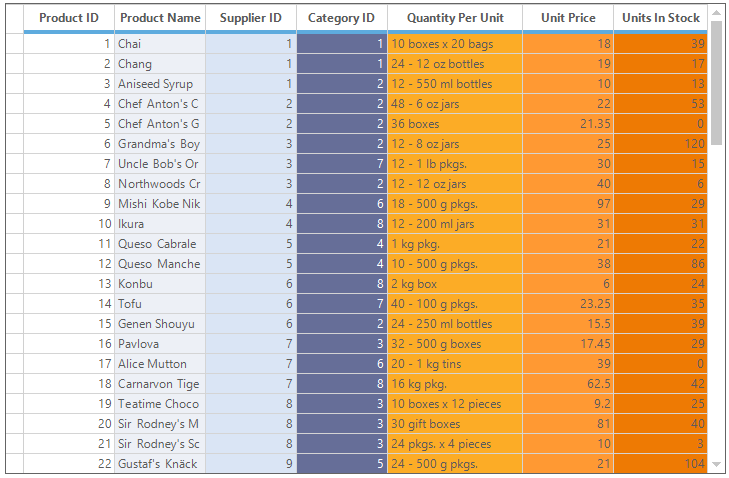 Product ID Product Name Supplier ID Category ID Quantity Per Unit Unit Price Units In Stock
1 Chai 1 1 10 boxes x 20 bags 18 39
2 Chang 1 1 24 - 12 oz bottles 19 17
3 Aniseed Syrup 1 2 12 - 550 ml bottles 10 13
4 Chef Anton's C 2 2 48 - 6 oz jars 22 53
5 Chef Anton's G 2 2 36 boxes 21.35 0
6 Grandma's Boy 3 2 12 - 8 oz jars 25 120
7 Uncle Bob's Or 3 7 12 - 1 lb pkgs. 30 15
8 Northwoods Cr 3 2 12 - 12 oz jars 40 6
9 Mishi Kobe Nik 4 6 18 - 500 g pkgs. 97 29
10 Ikura 4 8 12 - 200 ml jars 31 31
11 Queso Cabrale 5 4 1 kg pkg. 21 22
12 Queso Manche 5 4 10 - 500 g pkgs. 38 86
13 Konbu 6 8 2 kg box 6 24
14 Tofu 6 7 40 - 100 g pkgs. 23.25 35
15 Genen Shouyu 6 2 24 - 250 ml bottles 15.5 39
16 Pavlova 7 3 32 - 500 g boxes 17.45 29
17 Alice Mutton 7 6 20 - 1 kg tins 39 0
18 Carnarvon Tige 7 8 16 kg pkg. 62.5 42
19 Teatime Choco 8 3 10 boxes x 12 pieces 9.2 25
20 Sir Rodney's M 8 3 30 gift boxes 81 40
21 Sir Rodney's Sc 8 3 24 pkgs. x 4 pieces 10 3
22 Gustaf's Knäck 9 5 24 - 500 g pkgs. 21 104